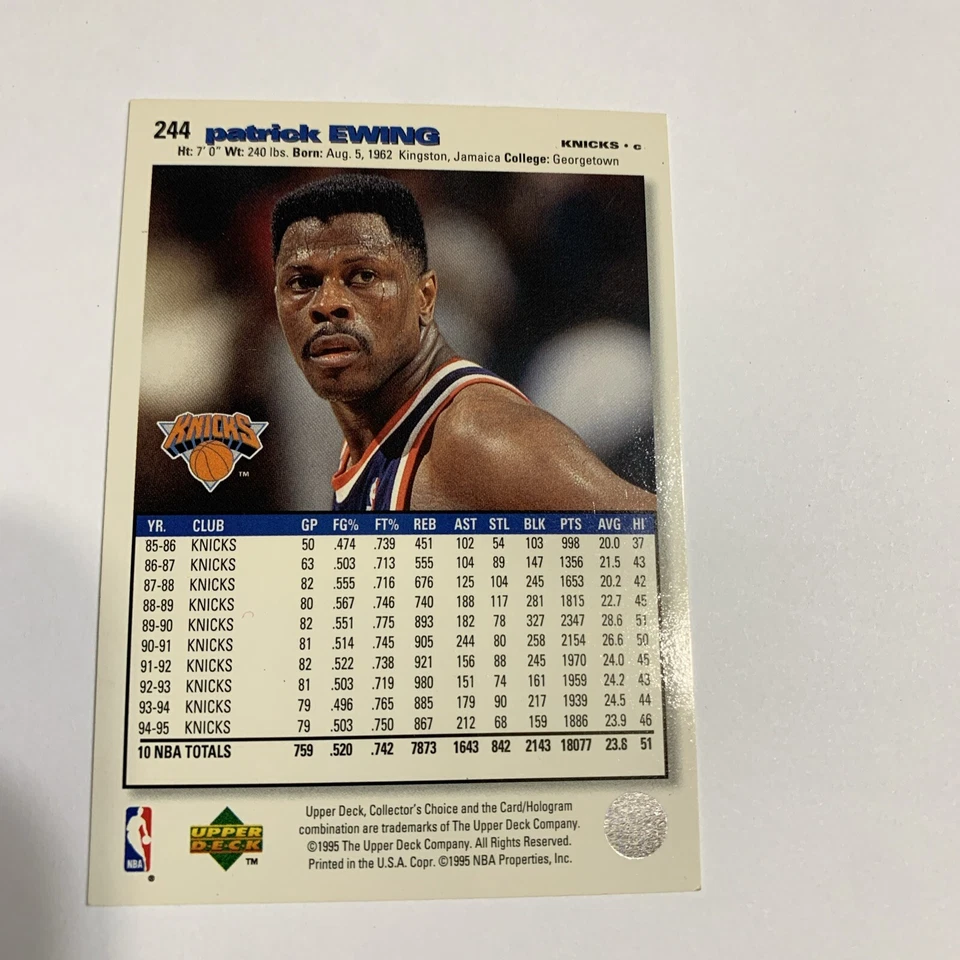 244 patrick EWING KNICKS • C
Ht: 7' 0" Wt: 240 lbs. Born: Aug. 5, 1962 Kingston, Jamaica College: Georgetown
KNICKS
TM
YR. CLUB GP FG% FT% REB AST STL BLK PTS AVG HI
85-86 KNICKS 50 .474 .739 451 102 54 103 998 20.0 37
86-87 KNICKS 63 .503 .713 555 104 89 147 1356 21.5 43
87-88 KNICKS 82 .555 .716 676 125 104 245 1653 20.2 42
88-89 KNICKS 80 .567 .746 740 188 117 281 1815 22.7 45
89-90 KNICKS 82 .551 .775 893 182 78 327 2347 28.6 51
90-91 KNICKS 81 .514 .745 905 244 80 258 2154 26.6 50
91-92 KNICKS 82 .522 .738 921 156 88 245 1970 24.0 45
92-93 KNICKS 81 .503 .719 980 151 74 161 1959 24.2 43
93-94 KNICKS 79 .496 .765 885 179 90 217 1939 24.5 44
94-95 KNICKS 79 .503 .750 867 212 68 159 1886 23.9 46
10 NBA TOTALS 759 .520 .742 7873 1643 842 2143 18077 23.8 51
NBA
®
UPPER
DECK
TM
Upper Deck, Collector's Choice and the Card/Hologram
combination are trademarks of The Upper Deck Company.
©1995 The Upper Deck Company. All Rights Reserved.
Printed in the U.S.A. Copr. ©1995 NBA Properties, Inc.